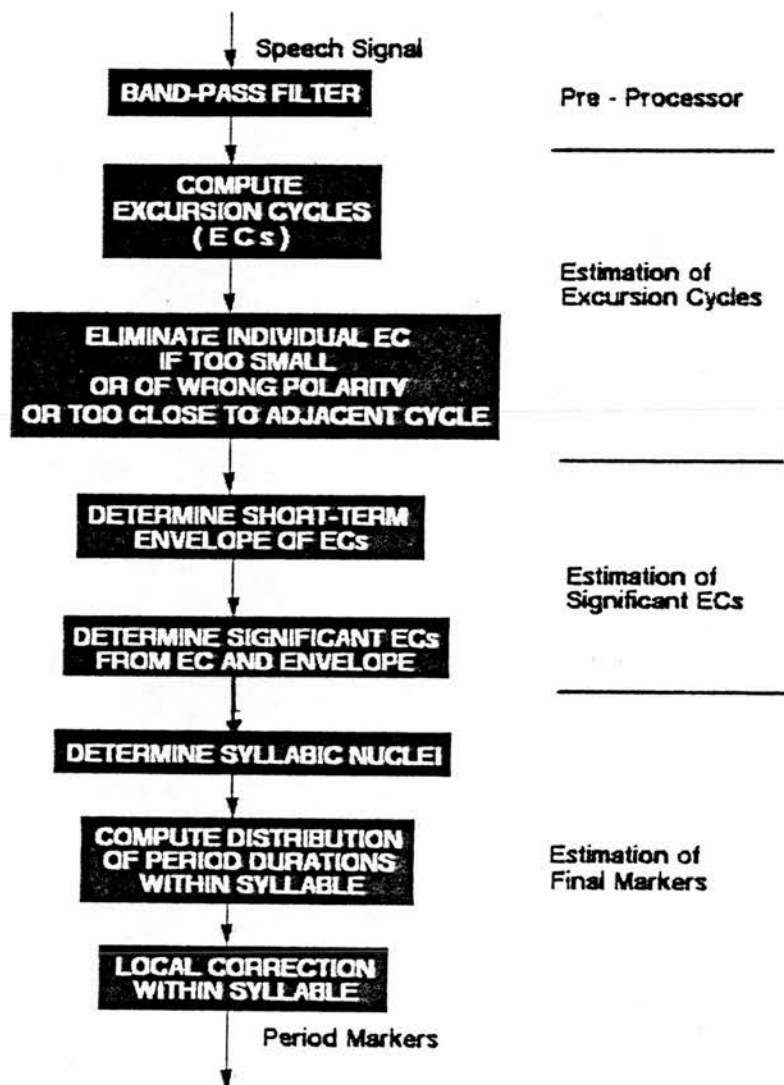 Speech Signal
BAND-PASS FILTER
Pre - Processor
COMPUTE
EXCURSION CYCLES
(ECs)
Estimation of
Excursion Cycles
ELIMINATE INDIVIDUAL EC
IF TOO SMALL
OR OF WRONG POLARITY
OR TOO CLOSE TO ADJACENT CYCLE
DETERMINE SHORT-TERM
ENVELOPE OF ECs
Estimation of
Significant ECs
DETERMINE SIGNIFICANT ECs
FROM EC AND ENVELOPE
DETERMINE SYLLABIC NUCLEI
COMPUTE DISTRIBUTION
OF PERIOD DURATIONS
WITHIN SYLLABLE
Estimation of
Final Markers
LOCAL CORRECTION
WITHIN SYLLABLE
Period Markers